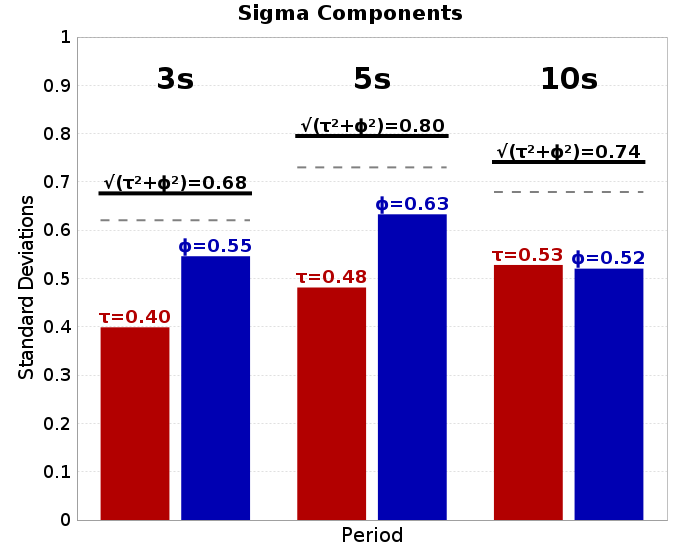 Sigma Components
1
0.9
0.8
0.7
0.6
0.5
0.4
0.3
0.2
0.1
0
Standard Deviations
3s
5s
10s
√(τ²+ϕ²)=0.68
√(τ²+ϕ²)=0.80
√(τ²+ϕ²)=0.74
τ=0.40
ϕ=0.55
τ=0.48
ϕ=0.63
τ=0.53
ϕ=0.52
Period